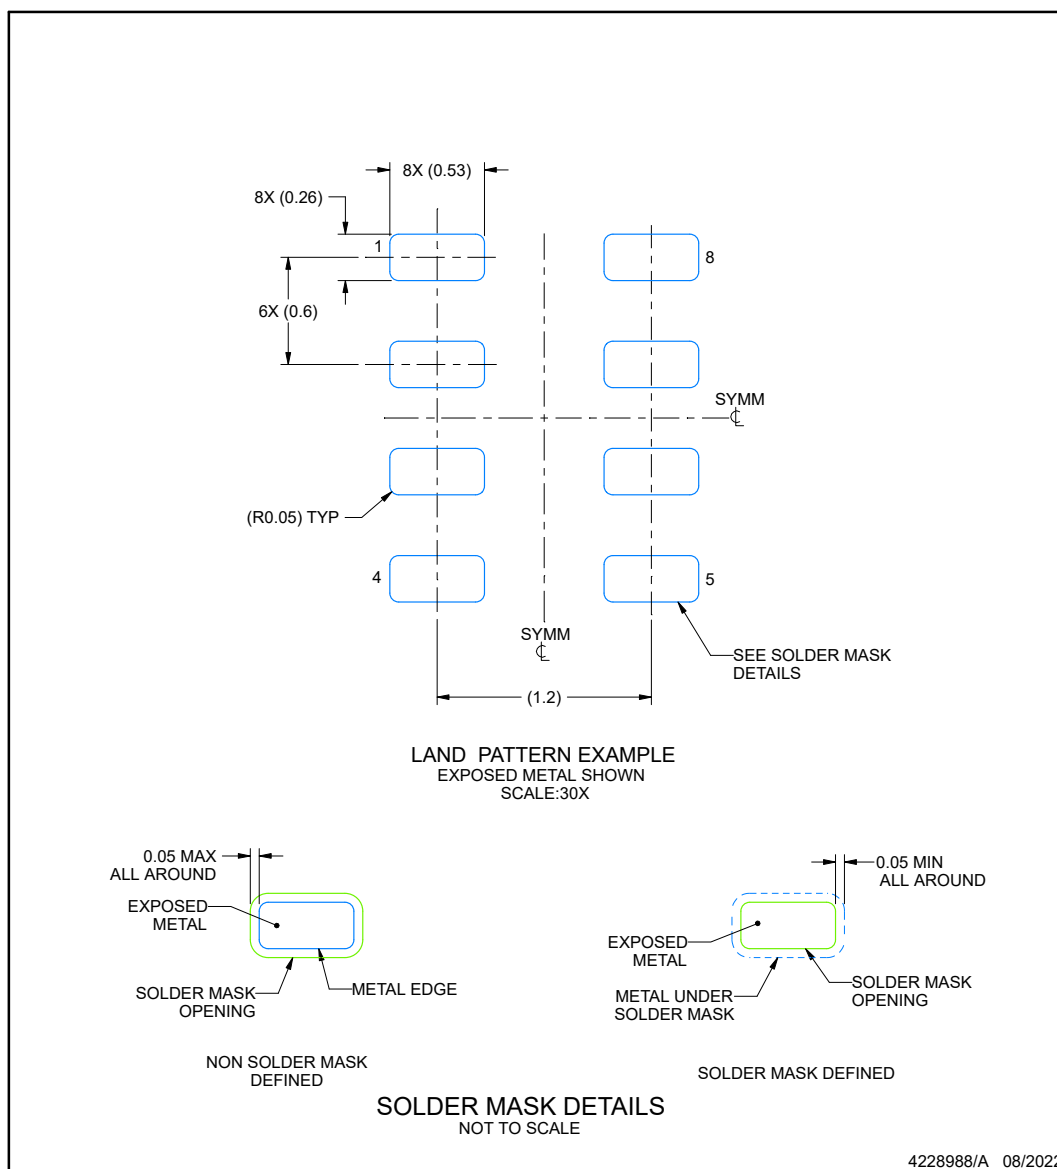 8X (0.53)
8X (0.26)
1
8
6X (0.6)
SYMM
℄
(R0.05) TYP
4
5
SYMM
℄
SEE SOLDER MASK
DETAILS
(1.2)
LAND PATTERN EXAMPLE
EXPOSED METAL SHOWN
SCALE:30X
0.05 MAX
ALL AROUND
EXPOSED
METAL
SOLDER MASK
OPENING
METAL EDGE
NON SOLDER MASK
DEFINED
0.05 MIN
ALL AROUND
EXPOSED
METAL
METAL UNDER
SOLDER MASK
SOLDER MASK
OPENING
SOLDER MASK DEFINED
SOLDER MASK DETAILS
NOT TO SCALE
4228988/A 08/2022